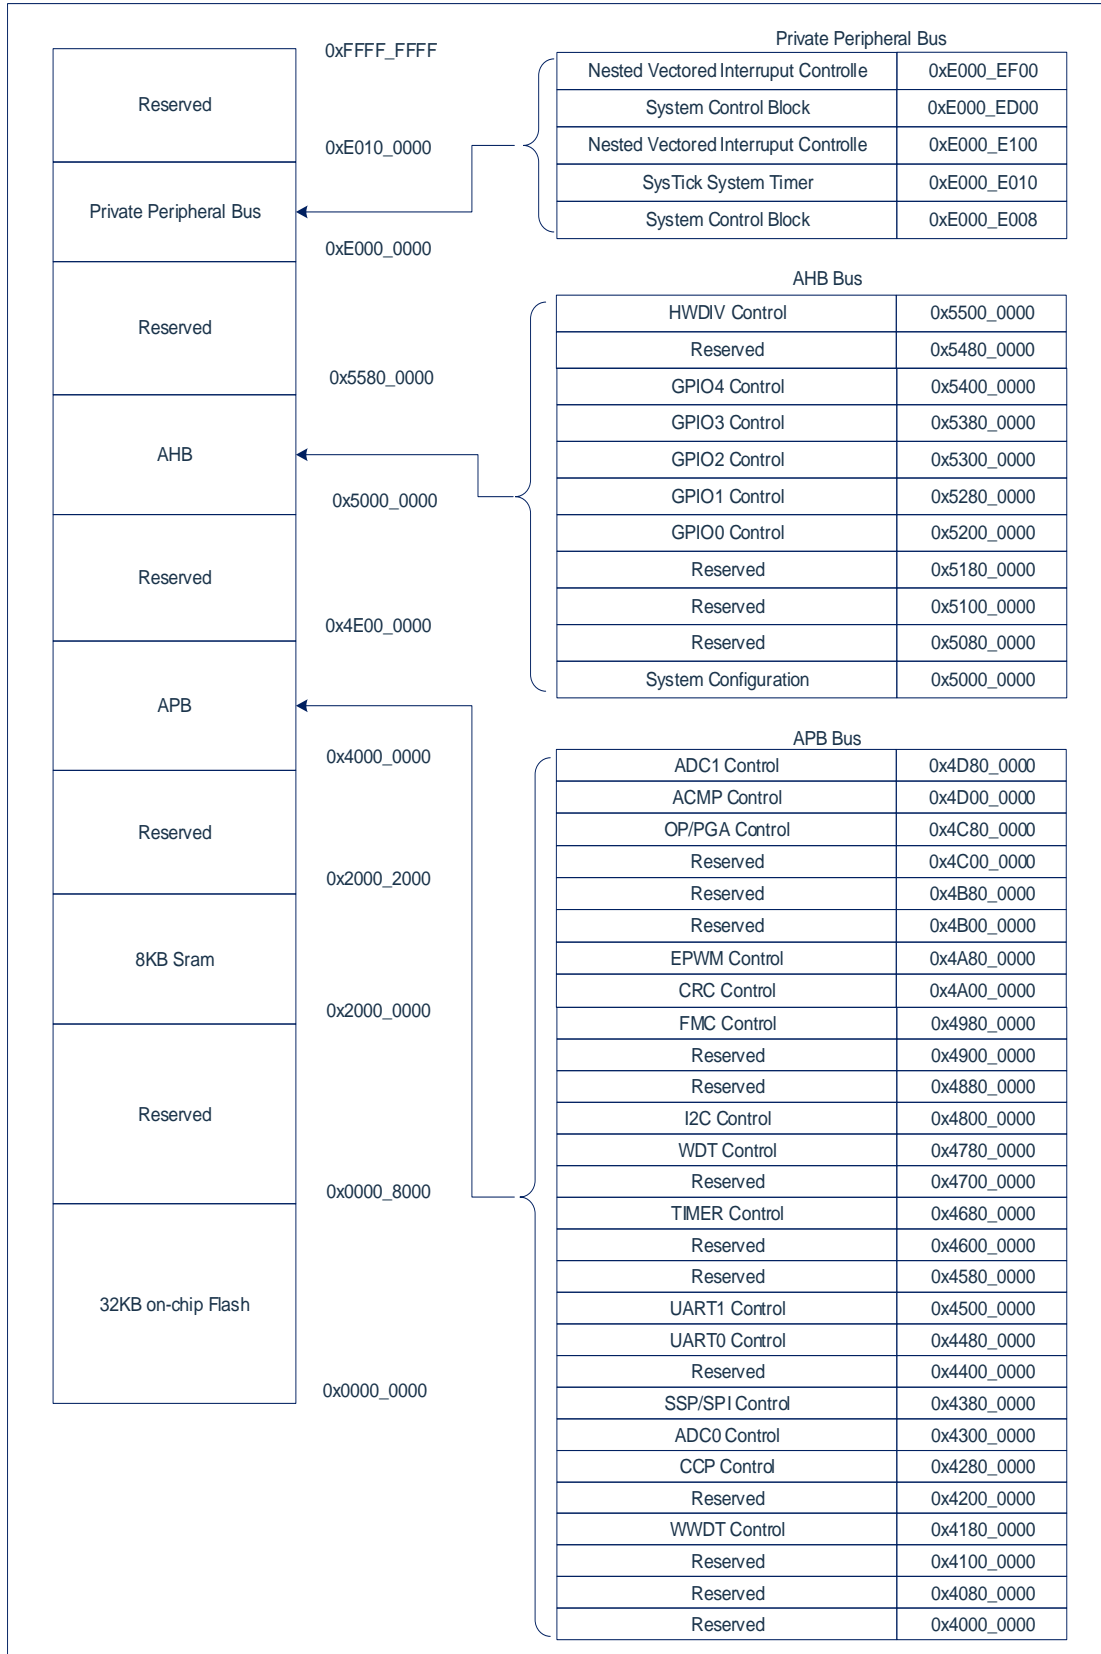 0xFFFF_FFFF
Reserved
0xE010_0000
Private Peripheral Bus
0xE000_0000
Reserved
0x5580_0000
AHB
0x5000_0000
Reserved
0x4E00_0000
APB
0x4000_0000
Reserved
0x2000_2000
8KB Sram
0x2000_0000
Reserved
0x0000_8000
32KB on-chip Flash
0x0000_0000
Private Peripheral Bus
Nested Vectored Interruput Controlle 0xE000_EF00
System Control Block 0xE000_ED00
Nested Vectored Interruput Controlle 0xE000_E100
SysTick System Timer 0xE000_E010
System Control Block 0xE000_E008
AHB Bus
HWDIV Control 0x5500_0000
Reserved 0x5480_0000
GPIO4 Control 0x5400_0000
GPIO3 Control 0x5380_0000
GPIO2 Control 0x5300_0000
GPIO1 Control 0x5280_0000
GPIO0 Control 0x5200_0000
Reserved 0x5180_0000
Reserved 0x5100_0000
Reserved 0x5080_0000
System Configuration 0x5000_0000
APB Bus
ADC1 Control 0x4D80_0000
ACMP Control 0x4D00_0000
OP/PGA Control 0x4C80_0000
Reserved 0x4C00_0000
Reserved 0x4B80_0000
Reserved 0x4B00_0000
EPWM Control 0x4A80_0000
CRC Control 0x4A00_0000
FMC Control 0x4980_0000
Reserved 0x4900_0000
Reserved 0x4880_0000
I2C Control 0x4800_0000
WDT Control 0x4780_0000
Reserved 0x4700_0000
TIMER Control 0x4680_0000
Reserved 0x4600_0000
Reserved 0x4580_0000
UART1 Control 0x4500_0000
UART0 Control 0x4480_0000
Reserved 0x4400_0000
SSP/SPI Control 0x4380_0000
ADC0 Control 0x4300_0000
CCP Control 0x4280_0000
Reserved 0x4200_0000
WWDT Control 0x4180_0000
Reserved 0x4100_0000
Reserved 0x4080_0000
Reserved 0x4000_0000